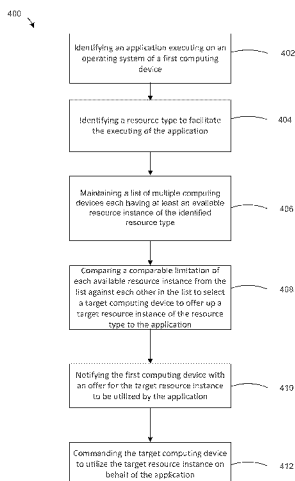 400
Identifying an application executing on an
operating system of a first computing
device
402
Identifying a resource type to facilitate
the executing of the application
404
Maintaining a list of multiple computing
devices each having at least an available
resource instance of the identified
resource type
406
Comparing a comparable limitation of
each available resource instance from the
list against each other in the list to select
a target computing device to offer up a
target resource instance of the resource
type to the application
408
Notifying the first computing device with
an offer for the target resource instance
to be utilized by the application
410
Commanding the target computing device
to utilize the target resource instance on
behalf of the application
412